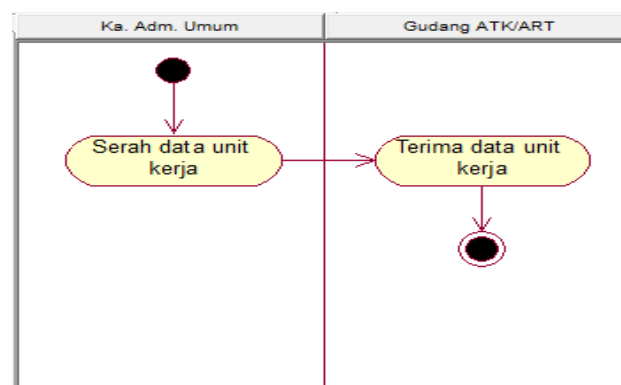 Ka. Adm. Umum
Gudang ATK/ART
Serah data unit
kerja
Terima data unit
kerja